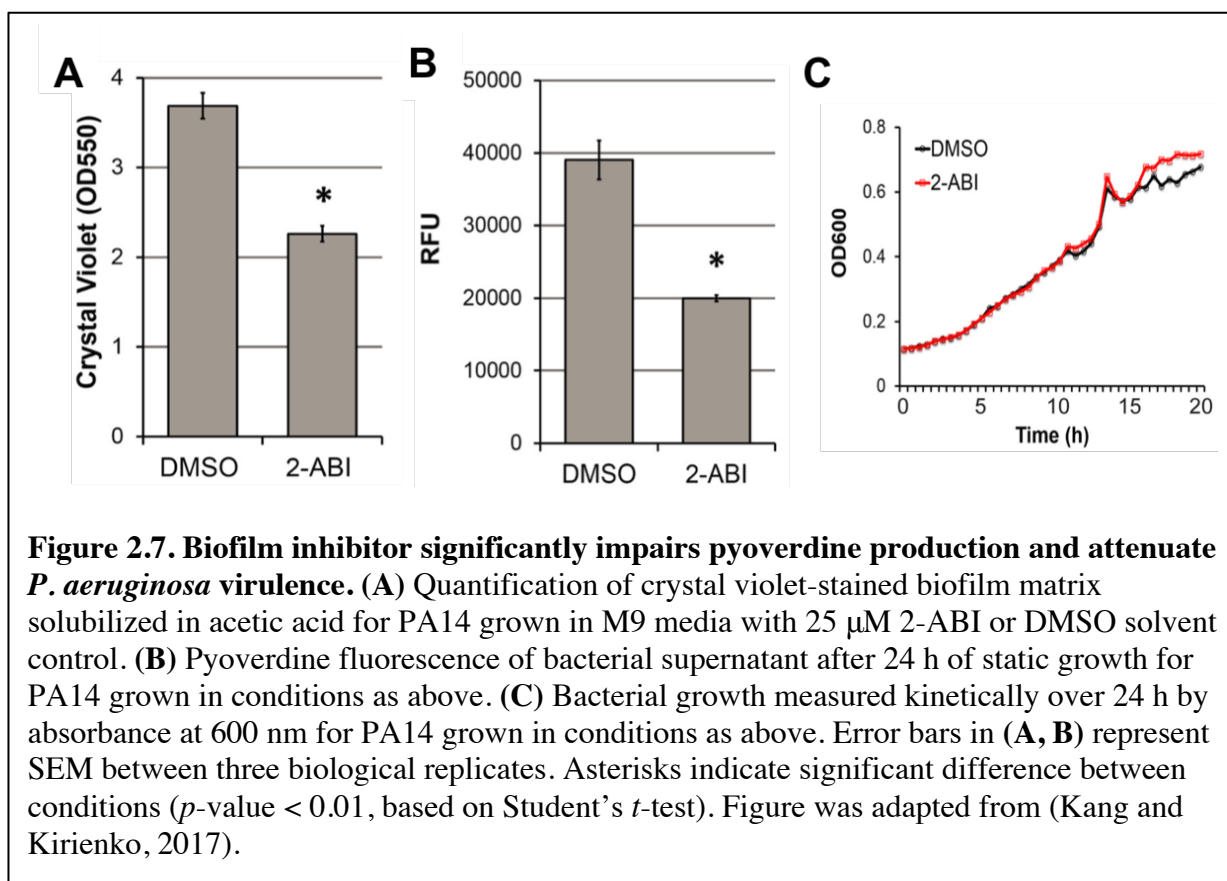 A
Crystal Violet (OD550)
4
3
2
1
0
*
DMSO
2-ABI
B
RFU
50000
40000
30000
20000
10000
0
*
DMSO
2-ABI
C
OD600
0.8
0.6
0.4
0.2
0
DMSO
2-ABI
0
5
10
15
20
Time (h)
Figure 2.7. Biofilm inhibitor significantly impairs pyoverdine production and attenuate
P. aeruginosa virulence. (A) Quantification of crystal violet-stained biofilm matrix
solubilized in acetic acid for PA14 grown in M9 media with 25 μM 2-ABI or DMSO solvent
control. (B) Pyoverdine fluorescence of bacterial supernatant after 24 h of static growth for
PA14 grown in conditions as above. (C) Bacterial growth measured kinetically over 24 h by
absorbance at 600 nm for PA14 grown in conditions as above. Error bars in (A, B) represent
SEM between three biological replicates. Asterisks indicate significant difference between
conditions (p-value < 0.01, based on Student’s t-test). Figure was adapted from (Kang and
Kirienko, 2017).